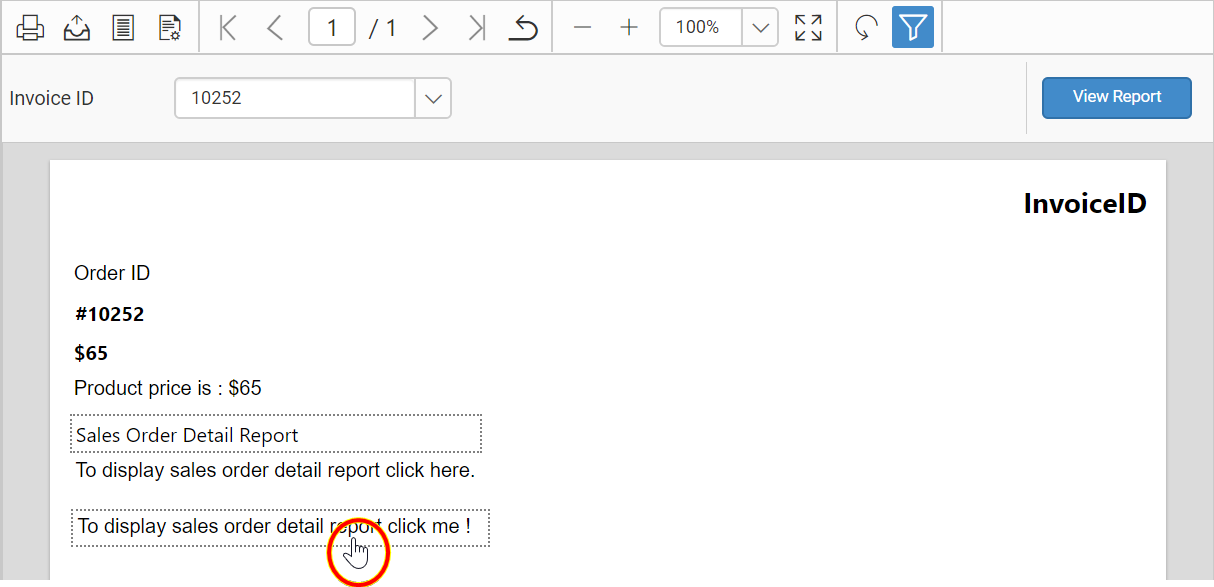 1 / 1 100%
Invoice ID 10252 View Report
InvoiceID
Order ID
#10252
$65
Product price is : $65
Sales Order Detail Report
To display sales order detail report click here.
To display sales order detail report click me !